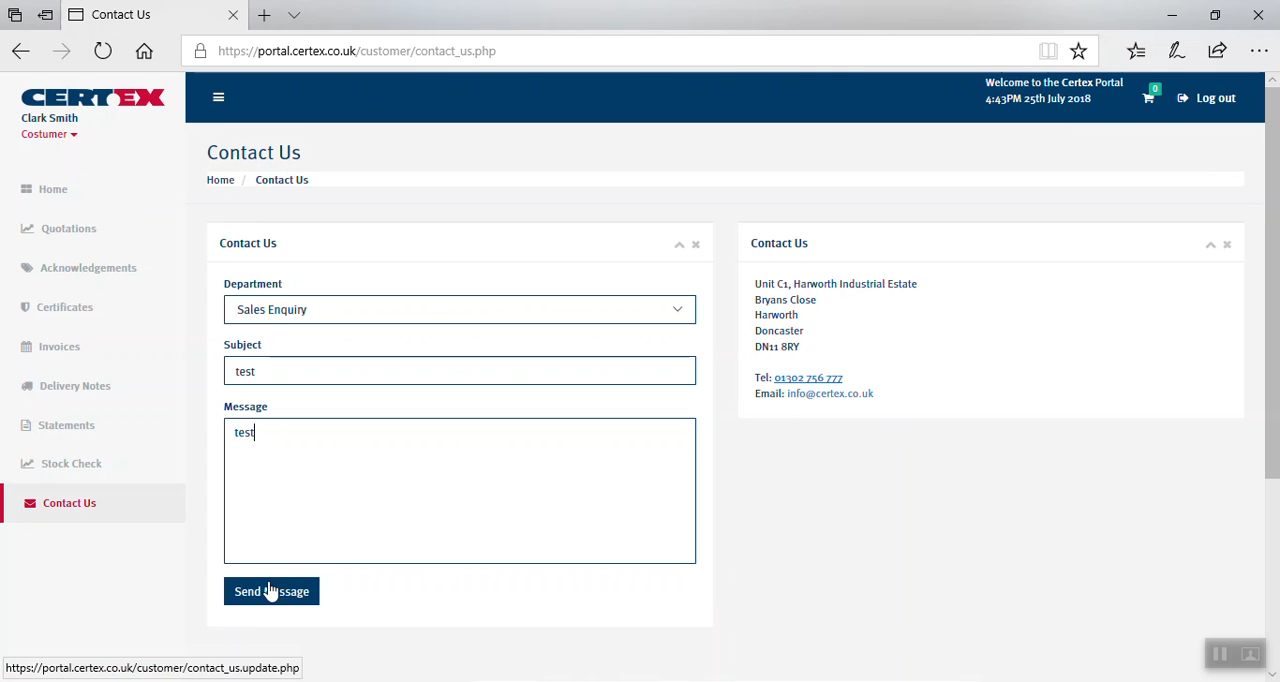 Contact Us
https://portal.certex.co.uk/customer/contact_us.php
CERTEX
Clark Smith
Costumer
Welcome to the Certex Portal
4:43PM 25th July 2018
0
Log out
Home
Quotations
Acknowledgements
Certificates
Invoices
Delivery Notes
Statements
Stock Check
Contact Us
Contact Us
Home / Contact Us
Contact Us
Department
Sales Enquiry
Subject
test
Message
test
Send Message
Contact Us
Unit C1, Harworth Industrial Estate
Bryans Close
Harworth
Doncaster
DN11 8RY
Tel: 01302 756 777
Email: info@certex.co.uk
https://portal.certex.co.uk/customer/contact_us.update.php